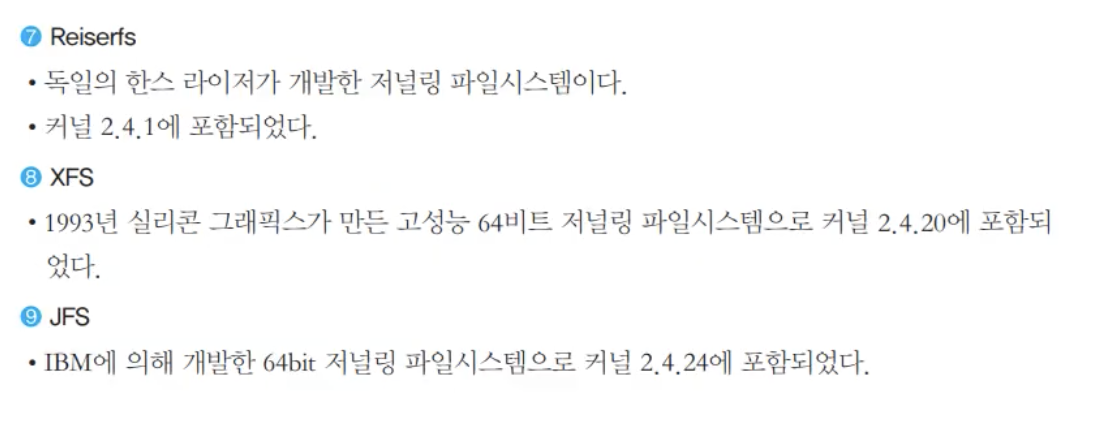 ❼ Reiserfs
• 독일의 한스 라이저가 개발한 저널링 파일시스템이다.
• 커널 2.4.1에 포함되었다.
❽ XFS
• 1993년 실리콘 그래픽스가 만든 고성능 64비트 저널링 파일시스템으로 커널 2.4.20에 포함되
었다.
❾ JFS
• IBM에 의해 개발한 64bit 저널링 파일시스템으로 커널 2.4.24에 포함되었다.